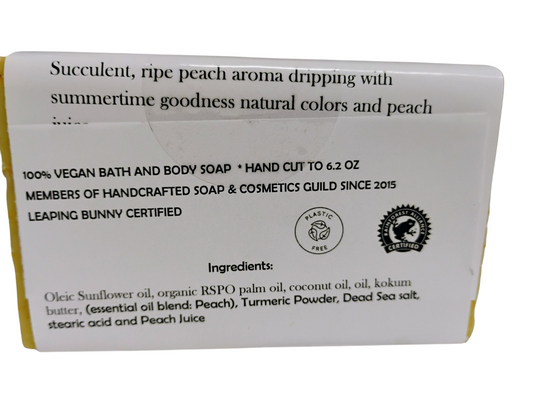 Succulent, ripe peach aroma dripping with
summertime goodness natural colors and peach
100% VEGAN BATH AND BODY SOAP * HAND CUT TO 6.2 OZ
MEMBERS OF HANDCRAFTED SOAP & COSMETICS GUILD SINCE 2015
LEAPING BUNNY CERTIFIED
PLASTIC
FREE
RAINFOREST ALLIANCE
CERTIFIED
Ingredients:
Oleic Sunflower oil, organic RSPO palm oil, coconut oil, oil, kokum
butter, (essential oil blend: Peach), Turmeric Powder, Dead Sea salt,
stearic acid and Peach Juice